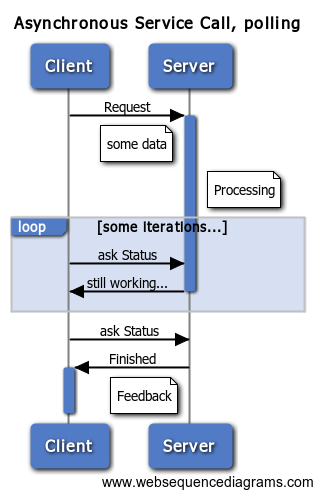 Asynchronous Service Call, polling
Client
Server
Request
some data
Processing
loop
[some iterations...]
ask Status
still working...
ask Status
Finished
Feedback
Client
Server
www.websequencediagrams.com